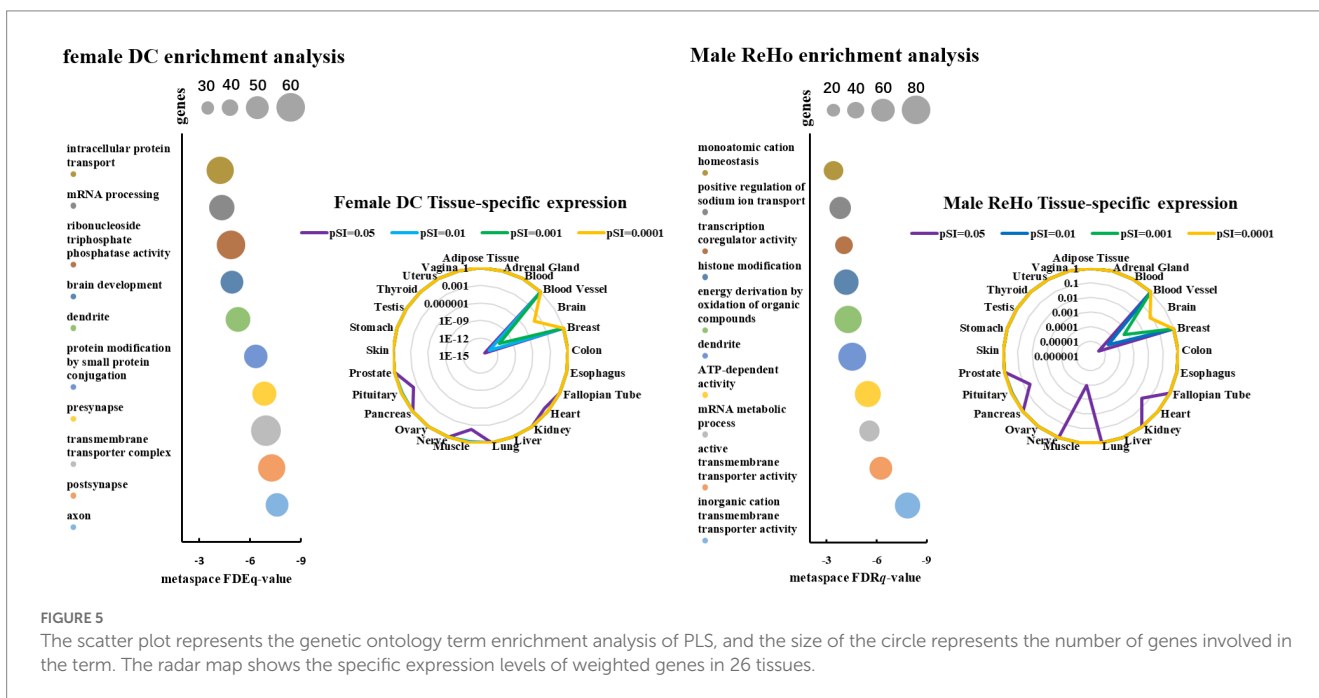 female DC enrichment analysis
genes
30 40 50 60
intracellular protein
transport
mRNA processing
ribonucleoside
triphosphate
phosphatase activity
brain development
dendrite
protein modification
by small protein
conjugation
presynapse
transmembrane
transporter complex
postsynapse
axon
-3 -6 -9
metaspace FDEq-value
Female DC Tissue-specific expression
pSI=0.05 pSI=0.01 pSI=0.001 pSI=0.0001
Adipose Tissue
Adrenal Gland
Blood
Blood Vessel
Brain
Breast
Colon
Esophagus
Fallopian Tube
Heart
Kidney
Liver
Lung
Muscle
Nerve
Ovary
Pancreas
Pituitary
Prostate
Skin
Stomach
Testis
Thyroid
Uterus
Vagina
1
0.001
0.000001
1E-09
1E-12
1E-15
Male ReHo enrichment analysis
genes
20 40 60 80
monoatomic cation
homeostasis
positive regulation of
sodium ion transport
transcription
coregulator activity
histone modification
energy derivation by
oxidation of organic
compounds
dendrite
ATP-dependent
activity
mRNA metabolic
process
active
transmembrane
transporter activity
inorganic cation
transmembrane
transporter activity
-3 -6 -9
metaspace FDRq-value
Male ReHo Tissue-specific expression
pSI=0.05 pSI=0.01 pSI=0.001 pSI=0.0001
Adipose Tissue
Adrenal Gland
Blood
Blood Vessel
Brain
Breast
Colon
Esophagus
Fallopian Tube
Heart
Kidney
Liver
Lung
Muscle
Nerve
Ovary
Pancreas
Pituitary
Prostate
Skin
Stomach
Testis
Thyroid
Uterus
Vagina
1
0.1
0.01
0.001
0.0001
0.00001
0.000001
FIGURE 5
The scatter plot represents the genetic ontology term enrichment analysis of PLS, and the size of the circle represents the number of genes involved in
the term. The radar map shows the specific expression levels of weighted genes in 26 tissues.